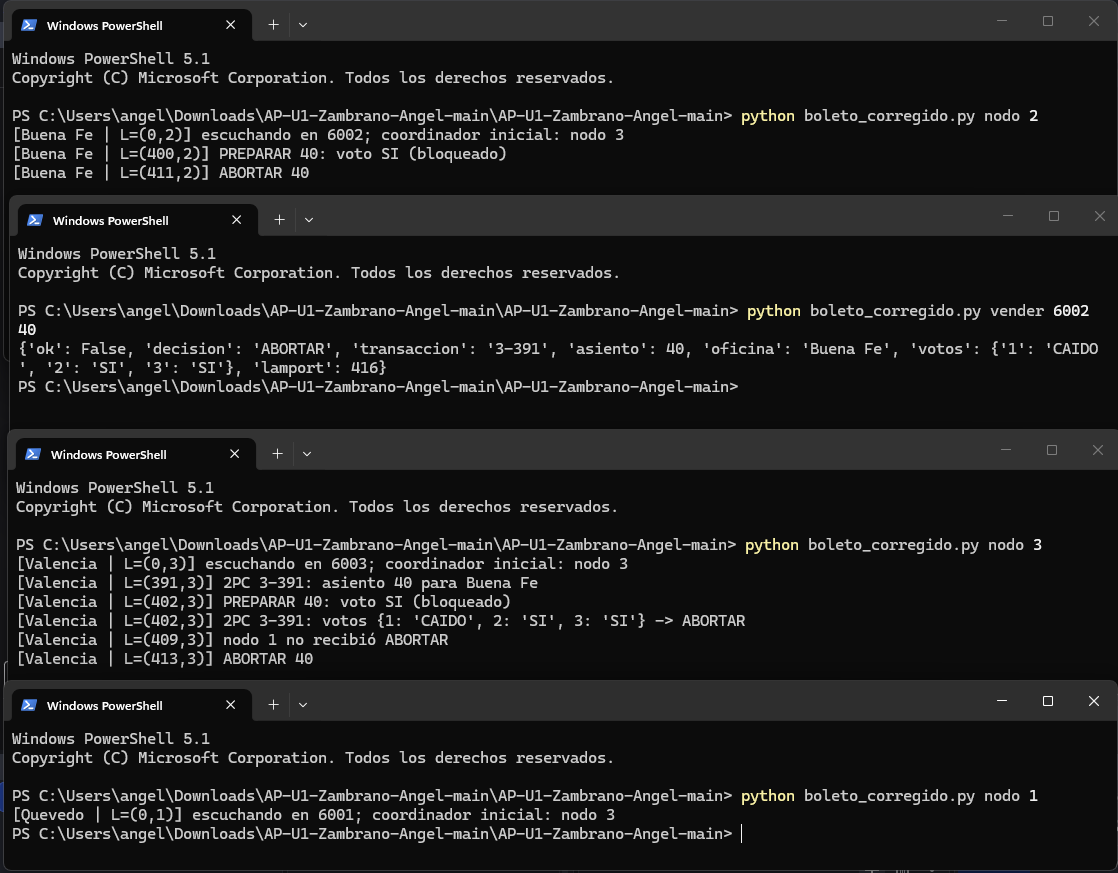 Windows PowerShell
Windows PowerShell 5.1
Copyright (C) Microsoft Corporation. Todos los derechos reservados.
PS C:\Users\angel\Downloads\AP-U1-Zambrano-Angel-main\AP-U1-Zambrano-Angel-main> python boleto_corregido.py nodo 2
[Buena Fe | L=(0,2)] escuchando en 6002; coordinador inicial: nodo 3
[Buena Fe | L=(400,2)] PREPARAR 40: voto SI (bloqueado)
[Buena Fe | L=(411,2)] ABORTAR 40
Windows PowerShell
Windows PowerShell 5.1
Copyright (C) Microsoft Corporation. Todos los derechos reservados.
PS C:\Users\angel\Downloads\AP-U1-Zambrano-Angel-main\AP-U1-Zambrano-Angel-main> python boleto_corregido.py vender 6002
40
{'ok': False, 'decision': 'ABORTAR', 'transaccion': '3-391', 'asiento': 40, 'oficina': 'Buena Fe', 'votos': {'1': 'CAIDO
', '2': 'SI', '3': 'SI'}, 'lamport': 416}
PS C:\Users\angel\Downloads\AP-U1-Zambrano-Angel-main\AP-U1-Zambrano-Angel-main>
Windows PowerShell
Windows PowerShell 5.1
Copyright (C) Microsoft Corporation. Todos los derechos reservados.
PS C:\Users\angel\Downloads\AP-U1-Zambrano-Angel-main\AP-U1-Zambrano-Angel-main> python boleto_corregido.py nodo 3
[Valencia | L=(0,3)] escuchando en 6003; coordinador inicial: nodo 3
[Valencia | L=(391,3)] 2PC 3-391: asiento 40 para Buena Fe
[Valencia | L=(402,3)] PREPARAR 40: voto SI (bloqueado)
[Valencia | L=(402,3)] 2PC 3-391: votos {1: 'CAIDO', 2: 'SI', 3: 'SI'} -> ABORTAR
[Valencia | L=(409,3)] nodo 1 no recibió ABORTAR
[Valencia | L=(413,3)] ABORTAR 40
Windows PowerShell
Windows PowerShell 5.1
Copyright (C) Microsoft Corporation. Todos los derechos reservados.
PS C:\Users\angel\Downloads\AP-U1-Zambrano-Angel-main\AP-U1-Zambrano-Angel-main> python boleto_corregido.py nodo 1
[Quevedo | L=(0,1)] escuchando en 6001; coordinador inicial: nodo 3
PS C:\Users\angel\Downloads\AP-U1-Zambrano-Angel-main\AP-U1-Zambrano-Angel-main>